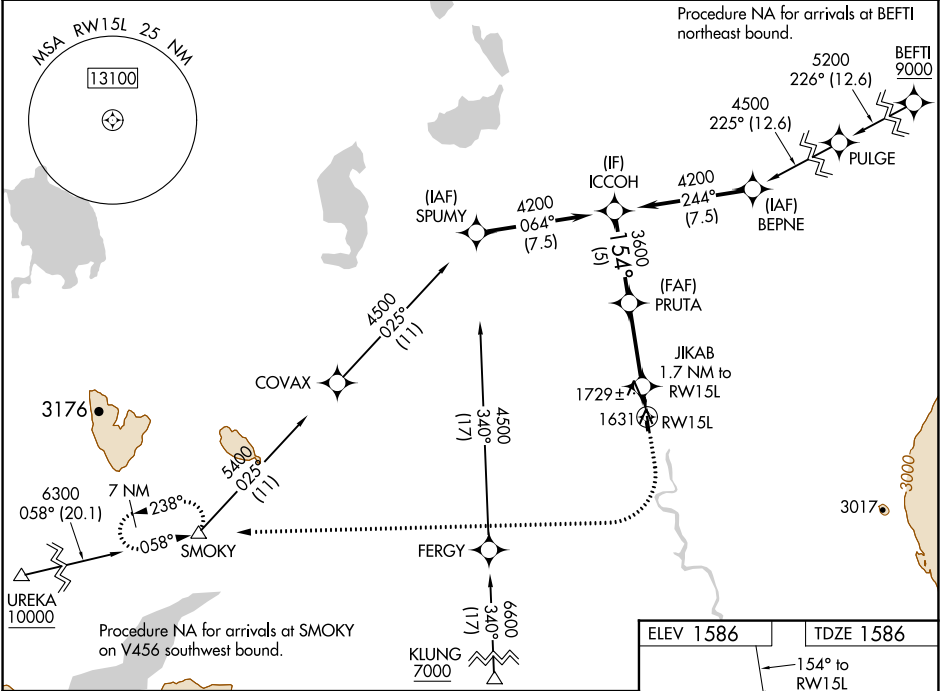 MSA RW15L 25 NM
13100
Procedure NA for arrivals at BEFTI
northeast bound.
BEFTI
9000
5200
226° (12.6)
4500
225° (12.6)
PULGE
(IF)
ICCOH
4200
244°
(7.5)
(IAF)
BEPNE
(IAF)
SPUMY
4200
064°
(7.5)
3600
154°
(5)
(FAF)
PRUTA
4500
025°
(11)
COVAX
JIKAB
1.7 NM to
RW15L
1729±
1631
RW15L
3176
4500
340°
(17)
5400
025°
(11)
3000
3017
6300
058° (20.1)
7 NM
238°
058°
SMOKY
FERGY
UREKA
10000
6600
340°
(17)
Procedure NA for arrivals at SMOKY
on V456 southwest bound.
KLUNG
7000
ELEV 1586
TDZE 1586
154° to
RW15L